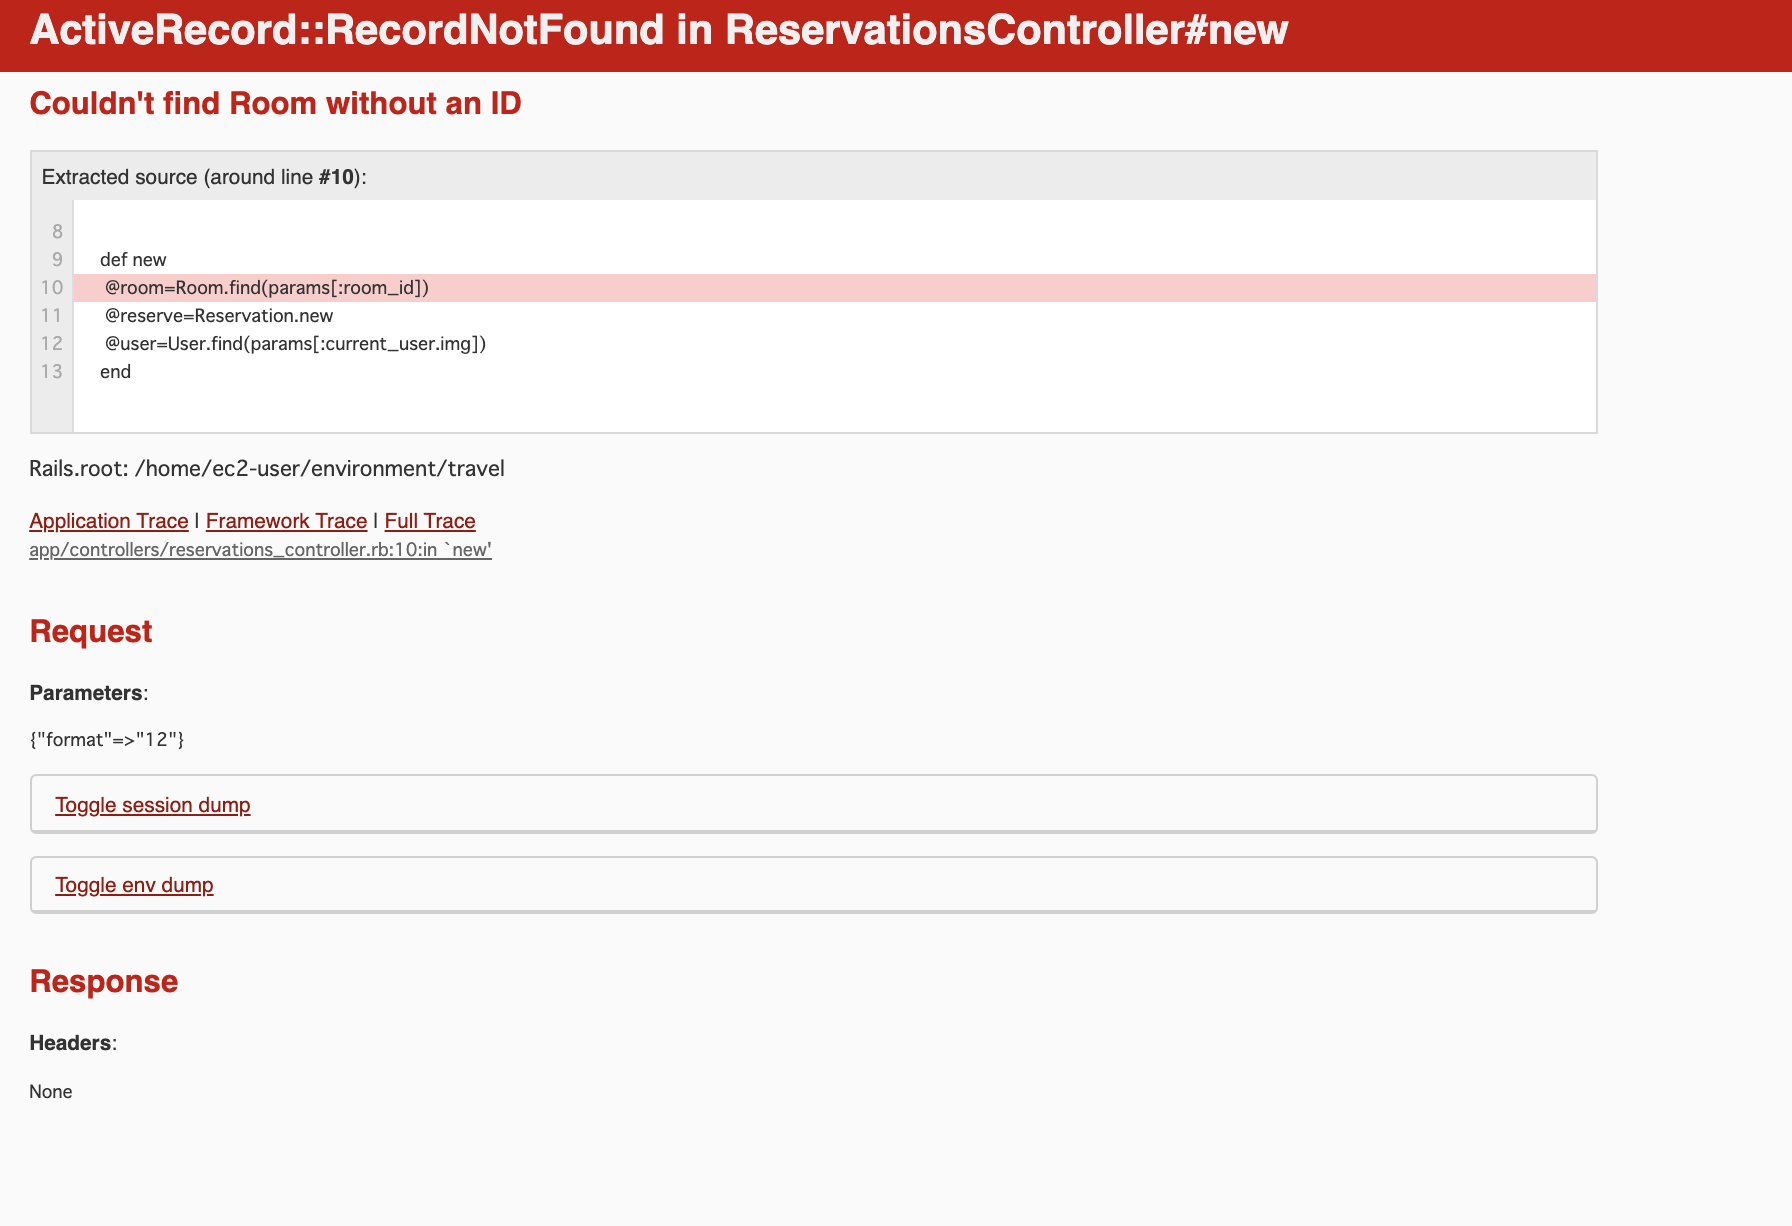 ActiveRecord::RecordNotFound in ReservationsController#new
Couldn't find Room without an ID
Extracted source (around line #10):
8
9 def new
10 @room=Room.find(params[:room_id])
11 @reserve=Reservation.new
12 @user=User.find(params[:current_user.img])
13 end
Rails.root: /home/ec2-user/environment/travel
Application Trace | Framework Trace | Full Trace
app/controllers/reservations_controller.rb:10:in `new'
Request
Parameters:
{"format"=>"12"}
Toggle session dump
Toggle env dump
Response
Headers:
None